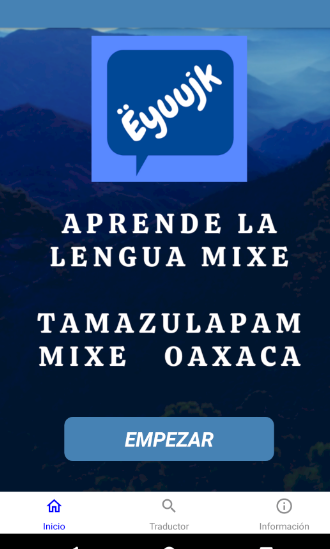 Ëyuujk
APRENDE LA
LENGUA MIXE
TAMAZULAPAM
MIXE OAXACA
EMPEZAR
Inicio Traductor Información